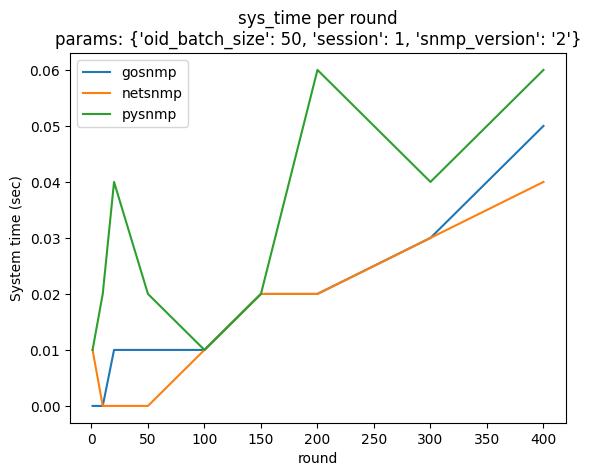 sys_time per round
params: {'oid_batch_size': 50, 'session': 1, 'snmp_version': '2'}
gosnmp
netsnmp
pysnmp
System time (sec)
0.06
0.05
0.04
0.03
0.02
0.01
0.00
0 50 100 150 200 250 300 350 400
round